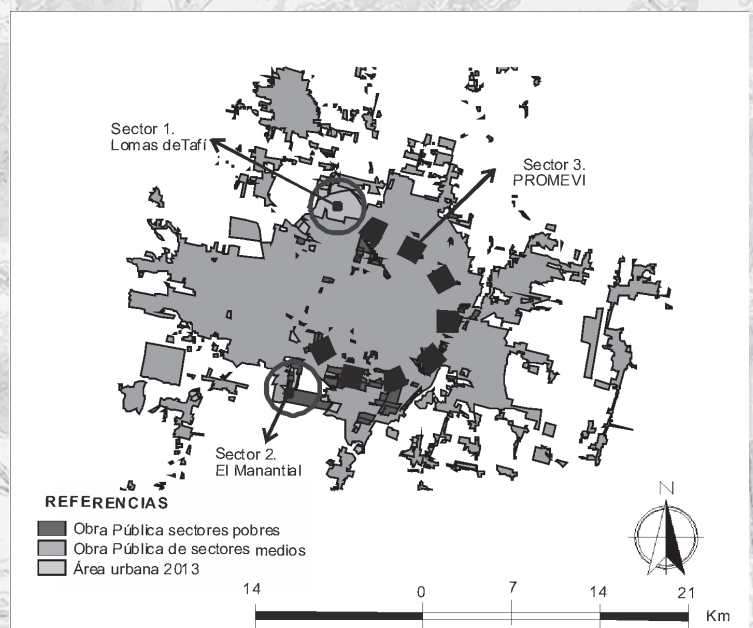 Sector 1.
Lomas deTafí
Sector 3.
PROMEVI
Sector 2.
El Manantial
REFERENCIAS
Obra Pública sectores pobres
Obra Pública de sectores medios
Área urbana 2013
N
14 0 7 14 21
Km